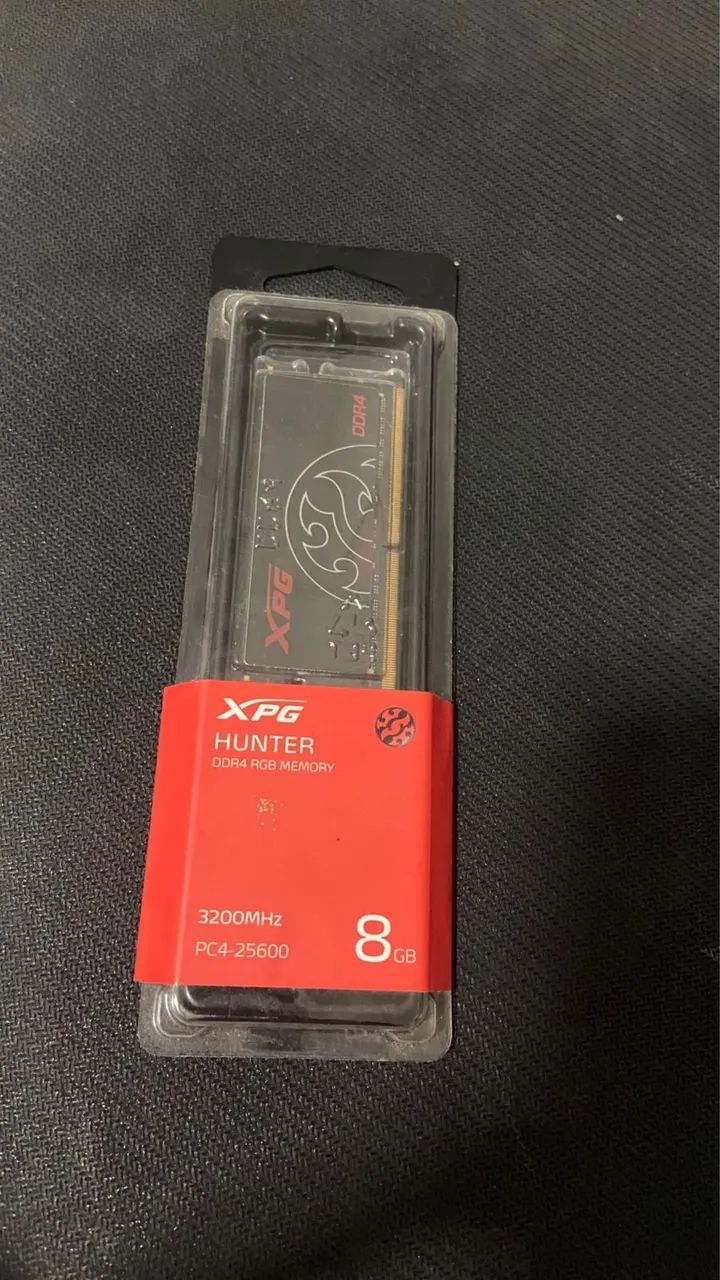 DDR4
XPG
XPG
HUNTER
DDR4 RGB MEMORY
3200MHz
PC4-25600
8GB